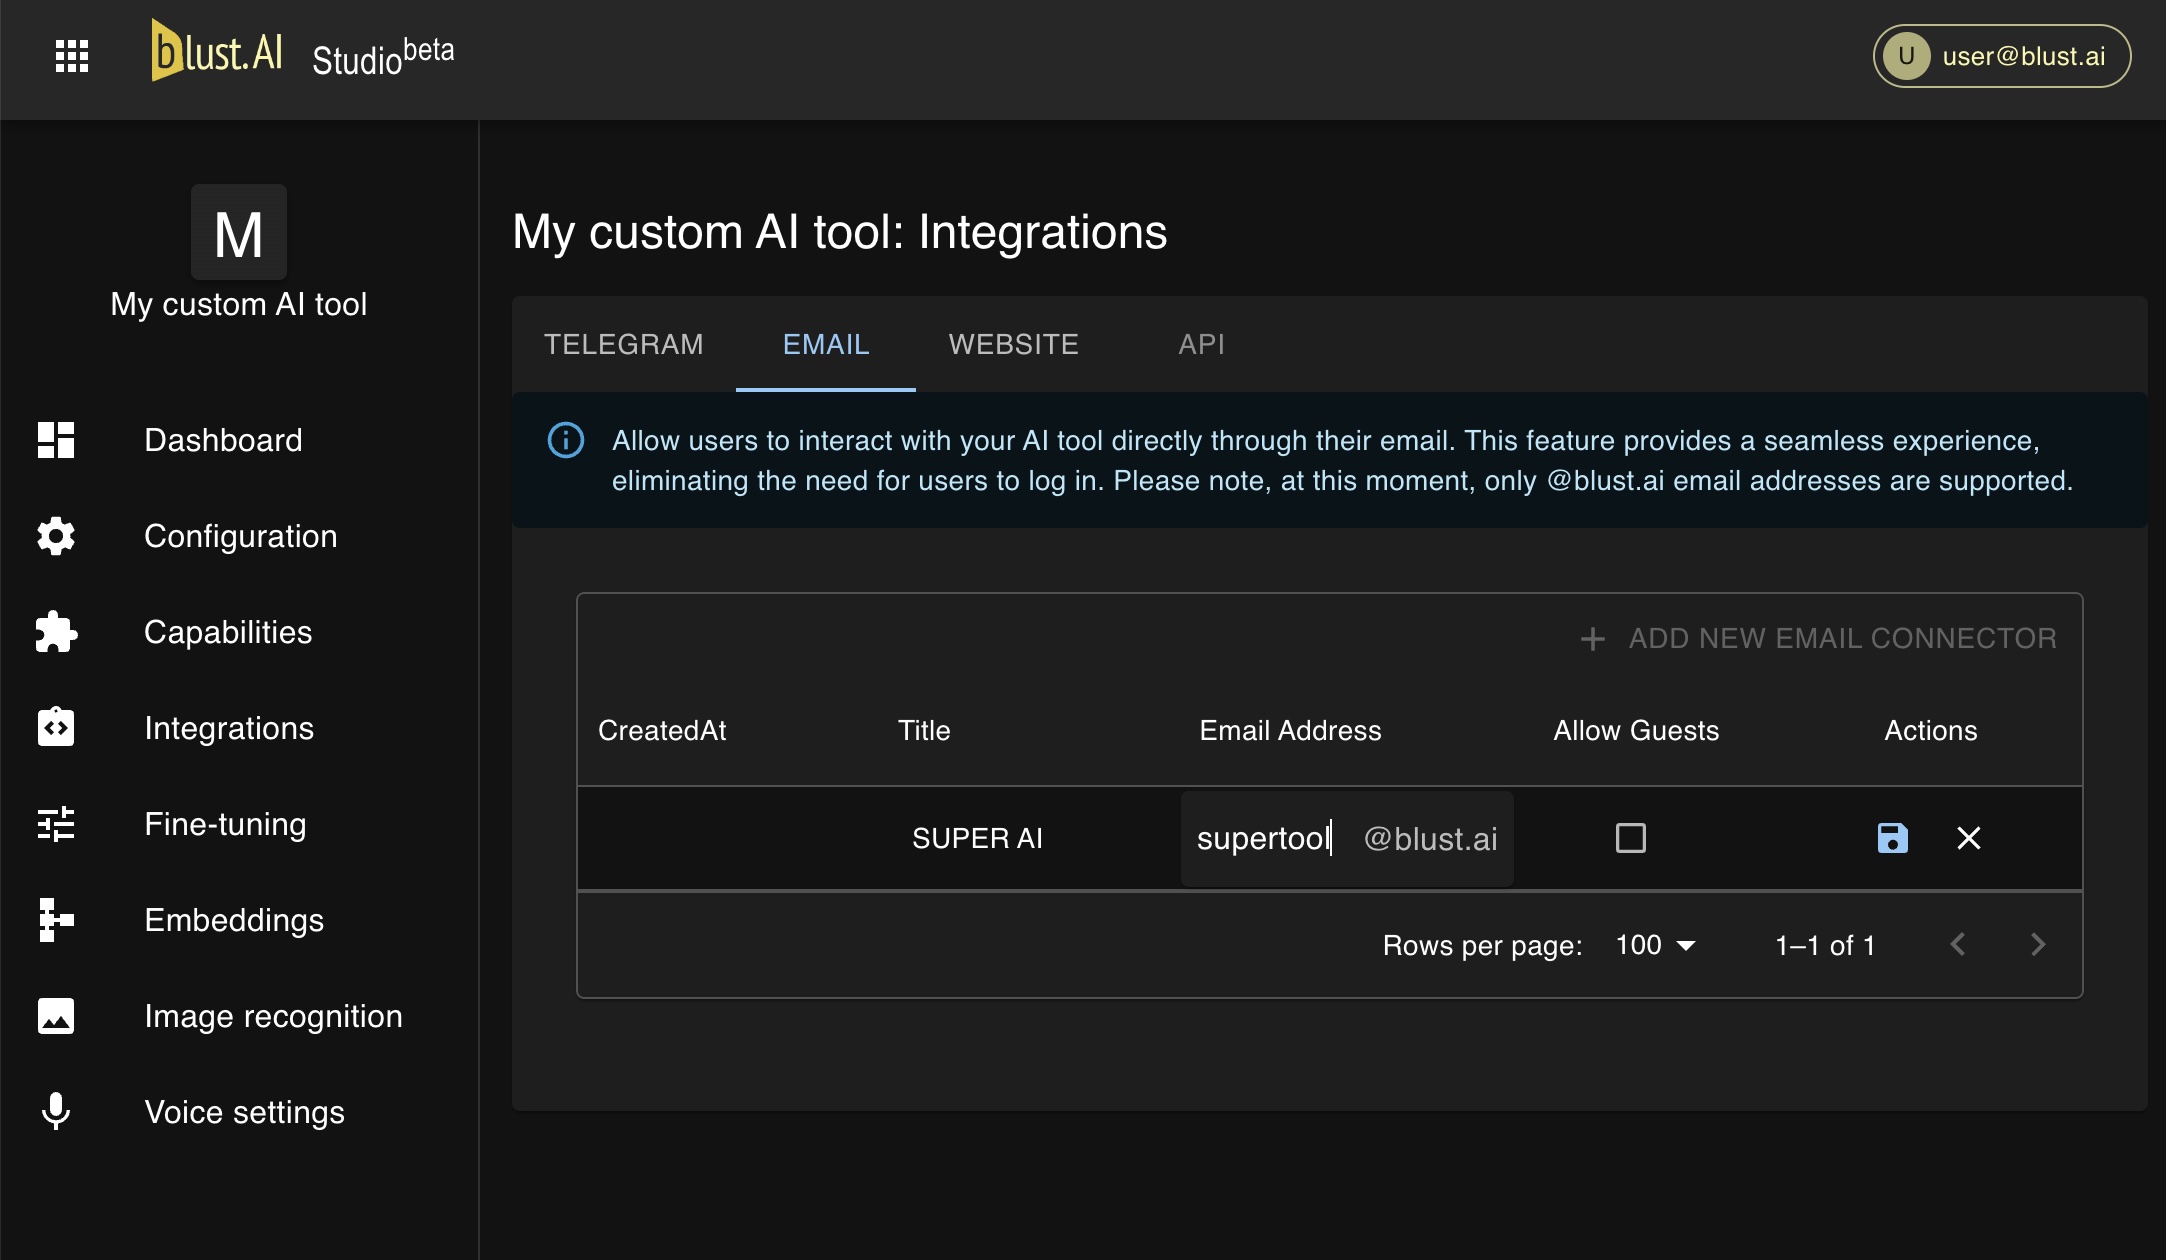 blust.AI Studio beta
U user@blust.ai
M
My custom AI tool
Dashboard
Configuration
Capabilities
Integrations
Fine-tuning
Embeddings
Image recognition
Voice settings
My custom AI tool: Integrations
TELEGRAM EMAIL WEBSITE API
Allow users to interact with your AI tool directly through their email. This feature provides a seamless experience,
eliminating the need for users to log in. Please note, at this moment, only @blust.ai email addresses are supported.
+ ADD NEW EMAIL CONNECTOR
CreatedAt Title Email Address Allow Guests Actions
SUPER AI supertool @blust.ai
Rows per page: 100 1–1 of 1